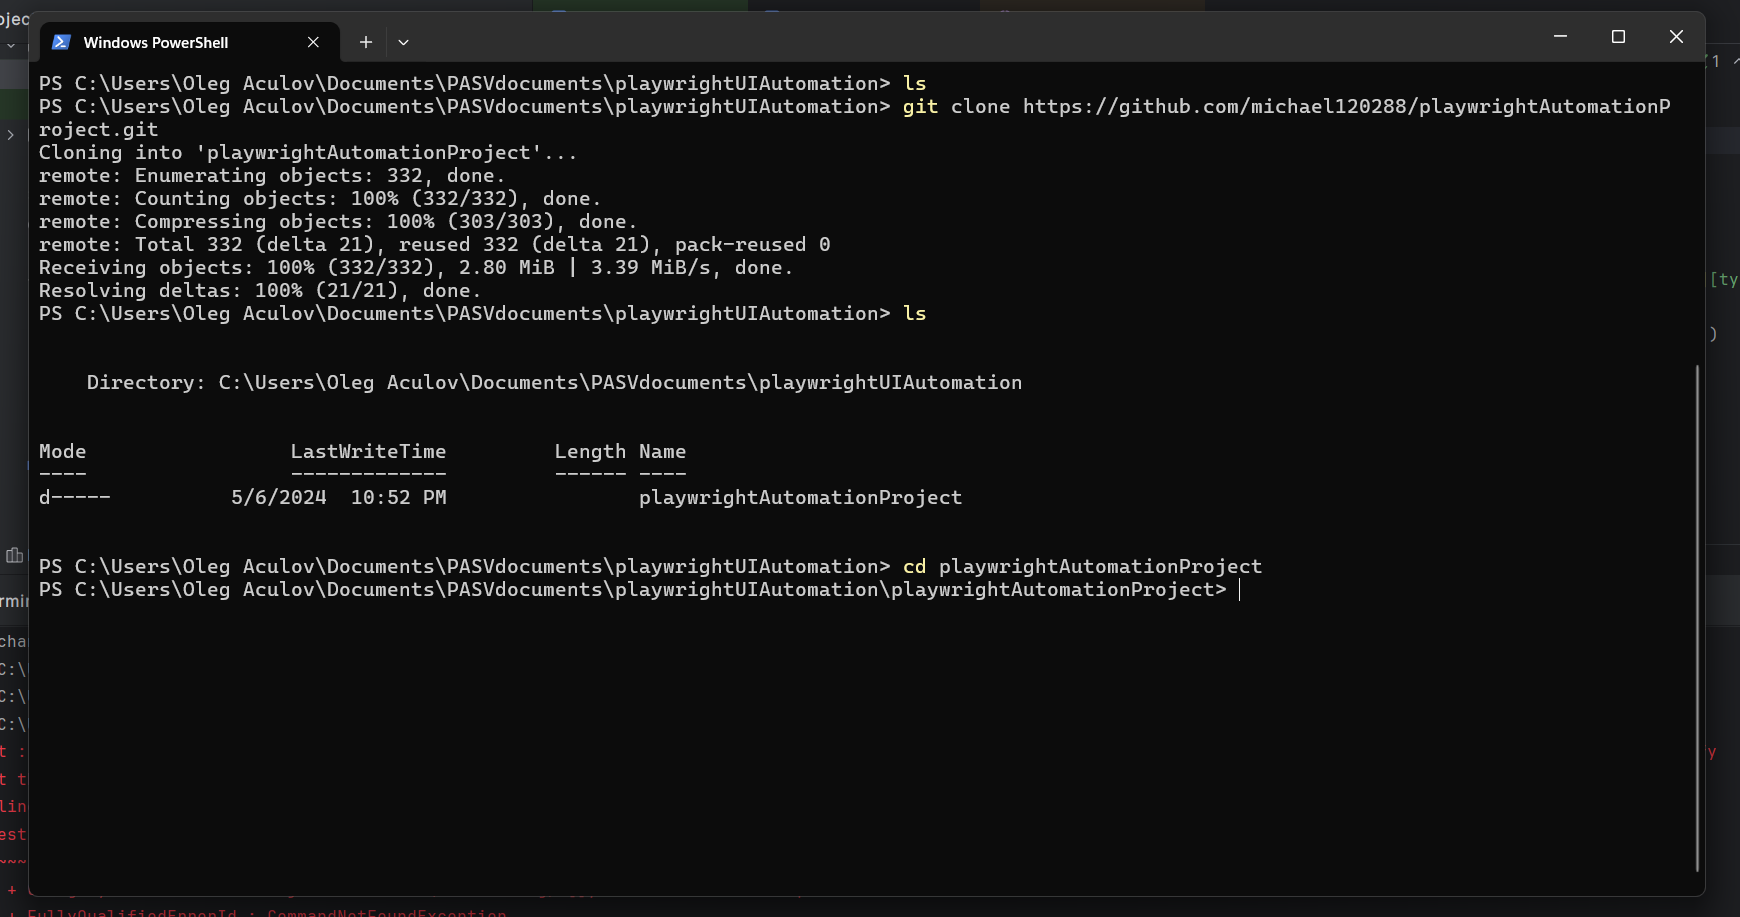 Windows PowerShell
PS C:\Users\Oleg Aculov\Documents\PASVdocuments\playwrightUIAutomation> ls
PS C:\Users\Oleg Aculov\Documents\PASVdocuments\playwrightUIAutomation> git clone https://github.com/michael120288/playwrightAutomationP
roject.git
Cloning into 'playwrightAutomationProject'...
remote: Enumerating objects: 332, done.
remote: Counting objects: 100% (332/332), done.
remote: Compressing objects: 100% (303/303), done.
remote: Total 332 (delta 21), reused 332 (delta 21), pack-reused 0
Receiving objects: 100% (332/332), 2.80 MiB | 3.39 MiB/s, done.
Resolving deltas: 100% (21/21), done.
PS C:\Users\Oleg Aculov\Documents\PASVdocuments\playwrightUIAutomation> ls
Directory: C:\Users\Oleg Aculov\Documents\PASVdocuments\playwrightUIAutomation
Mode LastWriteTime Length Name
---- ------------- ------ ----
d----- 5/6/2024 10:52 PM playwrightAutomationProject
PS C:\Users\Oleg Aculov\Documents\PASVdocuments\playwrightUIAutomation> cd playwrightAutomationProject
PS C:\Users\Oleg Aculov\Documents\PASVdocuments\playwrightUIAutomation\playwrightAutomationProject>
+ FullyQualifiedErrorId : CommandNotFoundException